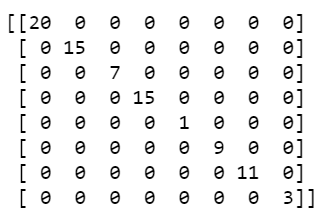 [[20 0 0 0 0 0 0 0]
[ 0 15 0 0 0 0 0 0]
[ 0 0 7 0 0 0 0 0]
[ 0 0 0 15 0 0 0 0]
[ 0 0 0 0 1 0 0 0]
[ 0 0 0 0 0 9 0 0]
[ 0 0 0 0 0 0 11 0]
[ 0 0 0 0 0 0 0 3]]